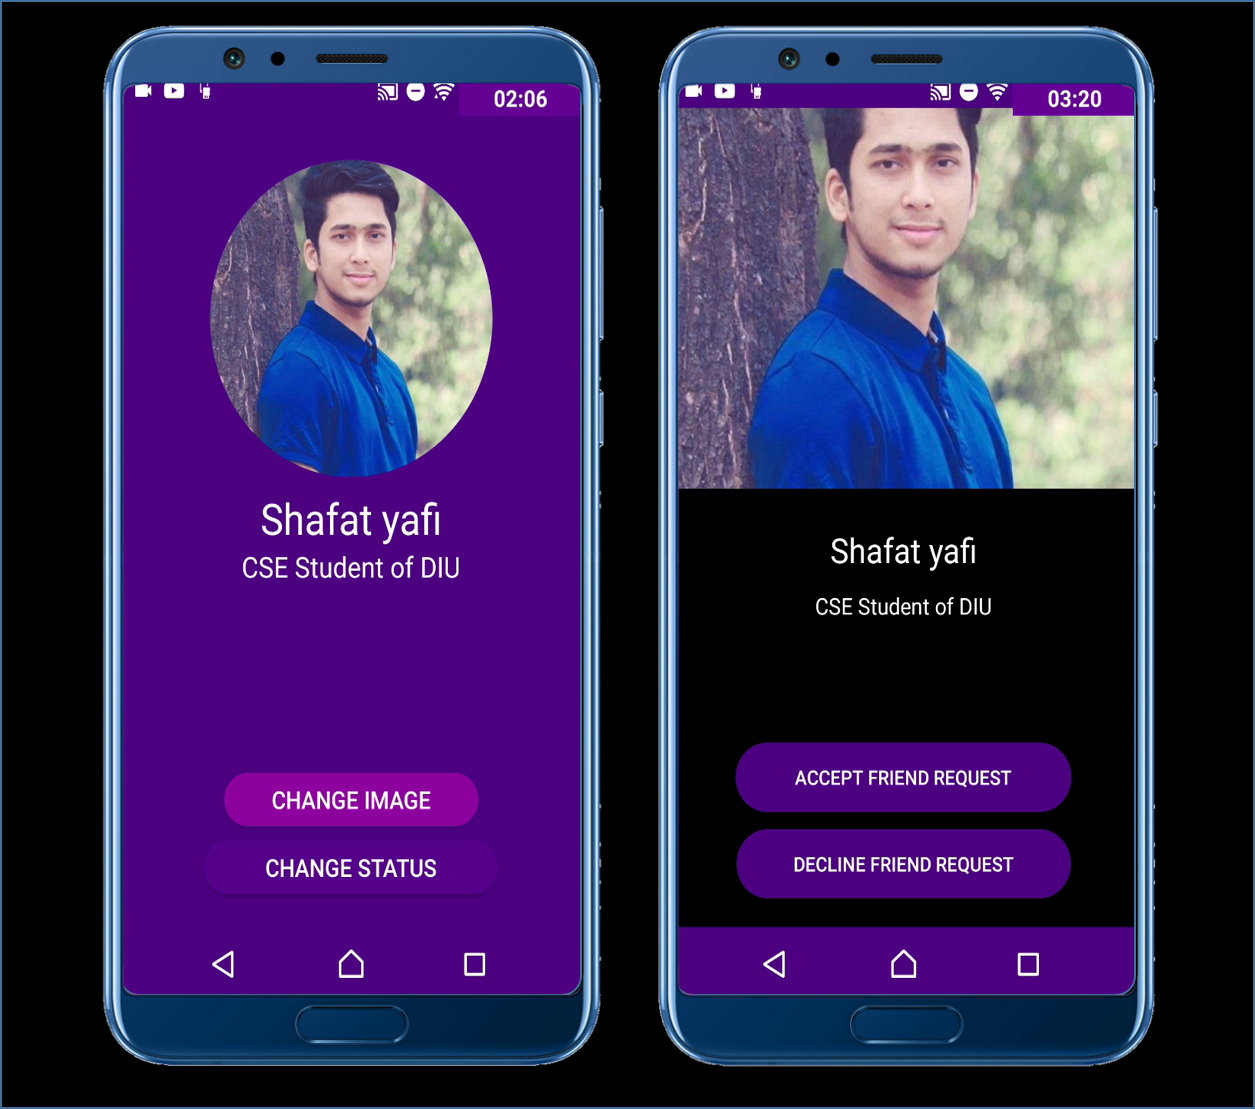 02:06
Shafat yafi
CSE Student of DIU
CHANGE IMAGE
CHANGE STATUS
03:20
Shafat yafi
CSE Student of DIU
ACCEPT FRIEND REQUEST
DECLINE FRIEND REQUEST